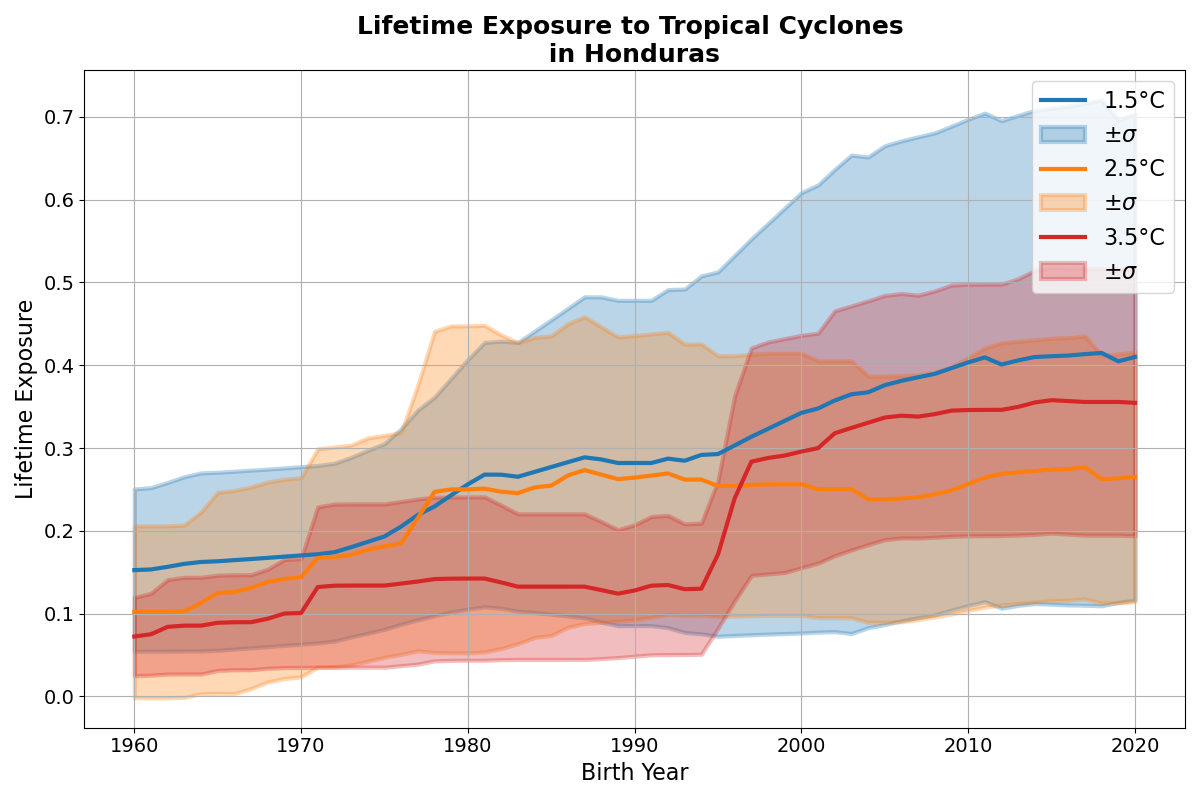 Lifetime Exposure to Tropical Cyclones
in Honduras
1.5°C
±σ
2.5°C
±σ
3.5°C
±σ
Lifetime Exposure
0.7
0.6
0.5
0.4
0.3
0.2
0.1
0.0
1960 1970 1980 1990 2000 2010 2020
Birth Year